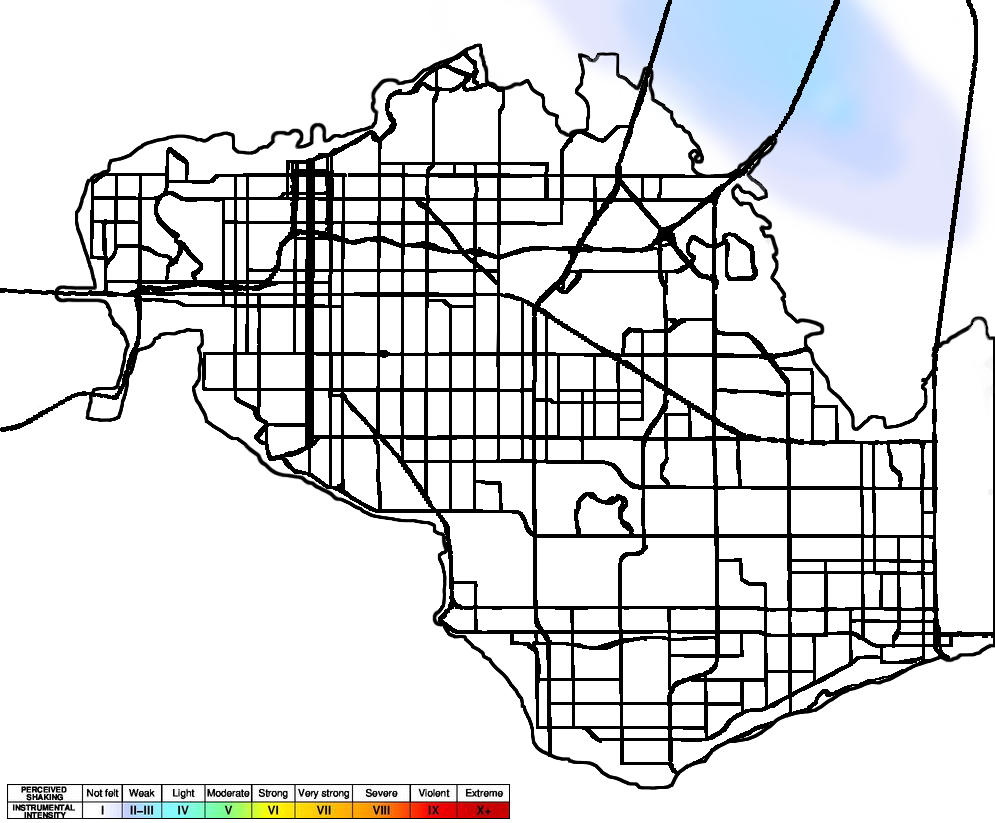 PERCEIVED SHAKING Not felt Weak Light Moderate Strong Very strong Severe Violent Extreme
INSTRUMENTAL INTENSITY I II–III IV V VI VII VIII IX X+